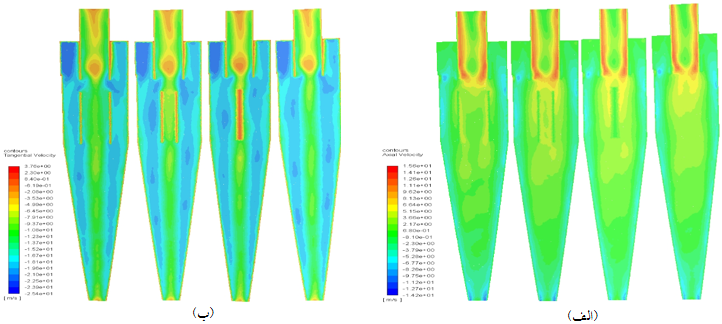 contours
Tangential Velocity
3.76e+00
2.30e+00
8.40e-01
-6.19e-01
-2.08e+00
-3.53e+00
-4.99e+00
-6.45e+00
-7.91e+00
-9.37e+00
-1.08e+01
-1.23e+01
-1.37e+01
-1.52e+01
-1.67e+01
-1.81e+01
-1.96e+01
-2.10e+01
-2.25e+01
-2.39e+01
-2.54e+01
[ m/s ]
(ب)
contours
Axial Velocity
1.56e+01
1.41e+01
1.26e+01
1.11e+01
9.62e+00
8.13e+00
6.64e+00
5.15e+00
3.66e+00
2.17e+00
6.80e-01
-8.10e-01
-2.30e+00
-3.79e+00
-5.28e+00
-6.77e+00
-8.26e+00
-9.75e+00
-1.12e+01
-1.27e+01
-1.42e+01
[ m/s ]
(الف)